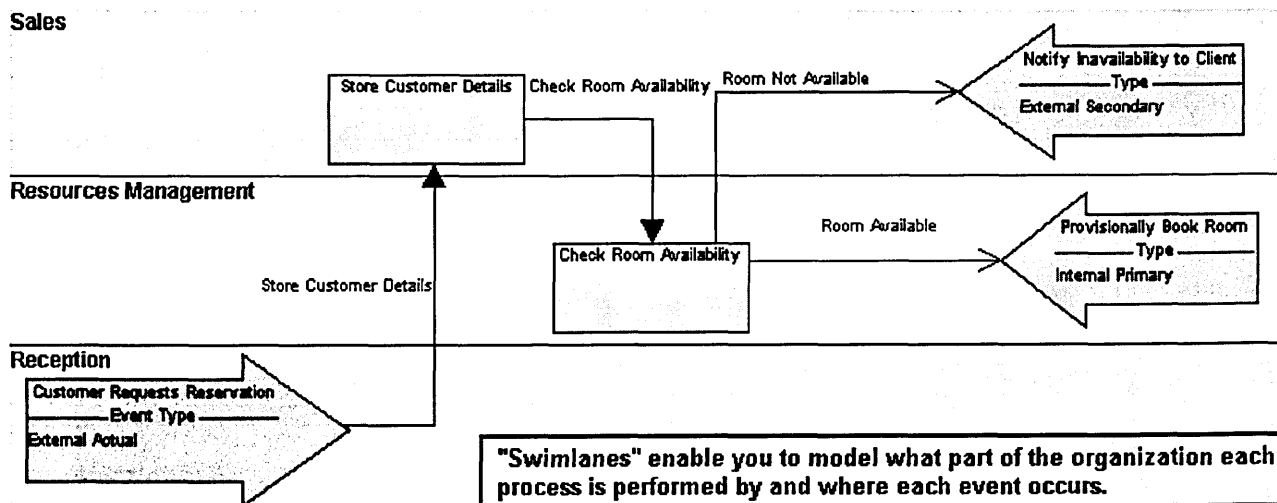 Sales
Store Customer Details
Check Room Availability
Room Not Available
Notify Inavailability to Client
Type
External Secondary
Resources Management
Check Room Availability
Room Available
Provisionally Book Room
Type
Internal Primary
Store Customer Details
Reception
Customer Requests Reservation
Event Type
External Actual
"Swimlanes" enable you to model what part of the organization each
process is performed by and where each event occurs.